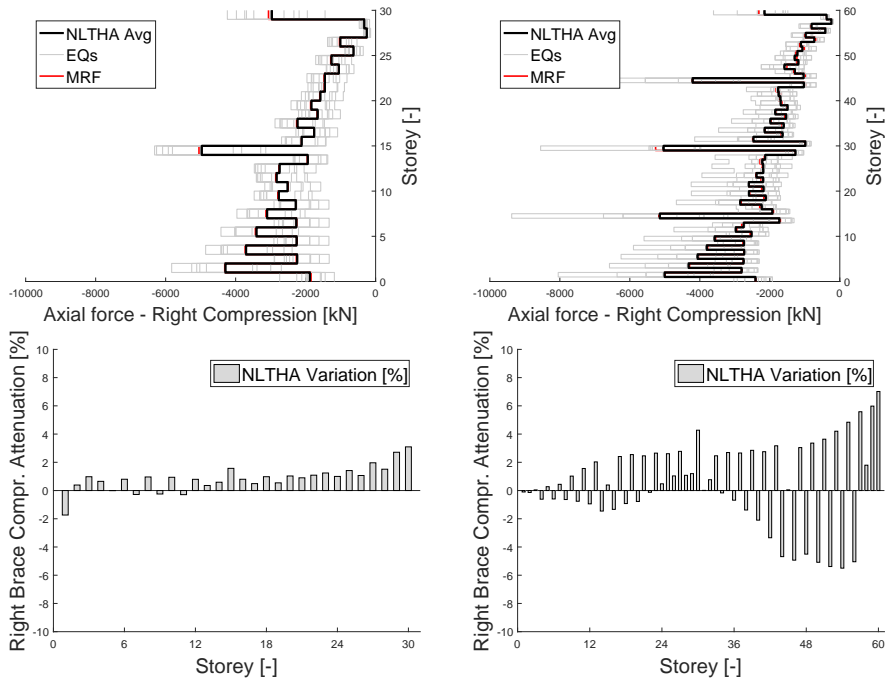 30
25
20
15
10
5
0
NLTHA Avg
EQs
MRF
Storey [-]
-10000 -8000 -6000 -4000 -2000 0
Axial force - Right Compression [kN]
60
50
40
30
20
10
0
NLTHA Avg
EQs
MRF
Storey [-]
-10000 -8000 -6000 -4000 -2000 0
Axial force - Right Compression [kN]
Right Brace Compr. Attenuation [%]
10
8
6
4
2
0
-2
-4
-6
-8
-10
NLTHA Variation [%]
0 6 12 18 24 30
Storey [-]
Right Brace Compr. Attenuation [%]
10
8
6
4
2
0
-2
-4
-6
-8
-10
NLTHA Variation [%]
0 12 24 36 48 60
Storey [-]